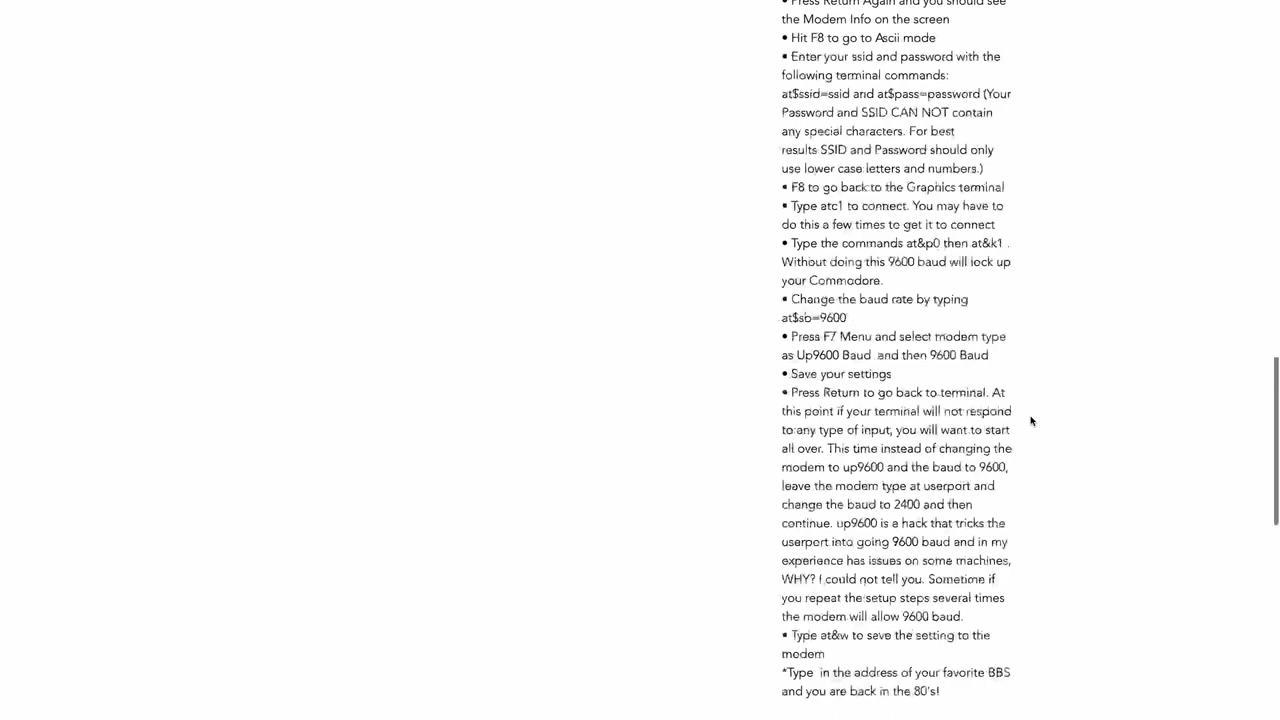 • Press Return Again and you should see
the Modem Info on the screen
• Hit F8 to go to Ascii mode
• Enter your ssid and password with the
following terminal commands:
at$ssid=ssid and at$pass=password (Your
Password and SSID CAN NOT contain
any special characters. For best
results SSID and Password should only
use lower case letters and numbers.)
• F8 to go back to the Graphics terminal
• Type atc1 to connect. You may have to
do this a few times to get it to connect
• Type the commands at&p0 then at&k1 .
Without doing this 9600 baud will lock up
your Commodore.
• Change the baud rate by typing
at$sb=9600
• Press F7 Menu and select modem type
as Up9600 Baud  and then 9600 Baud
• Save your settings
• Press Return to go back to terminal. At
this point if your terminal will not respond
to any type of input, you will want to start
all over. This time instead of changing the
modem to up9600 and the baud to 9600,
leave the modem type at userport and
change the baud to 2400 and then
continue. up9600 is a hack that tricks the
userport into going 9600 baud and in my
experience has issues on some machines,
WHY? I could not tell you. Sometime if
you repeat the setup steps several times
the modem will allow 9600 baud.
• Type at&w to save the setting to the
modem
*Type  in the address of your favorite BBS
and you are back in the 80's!